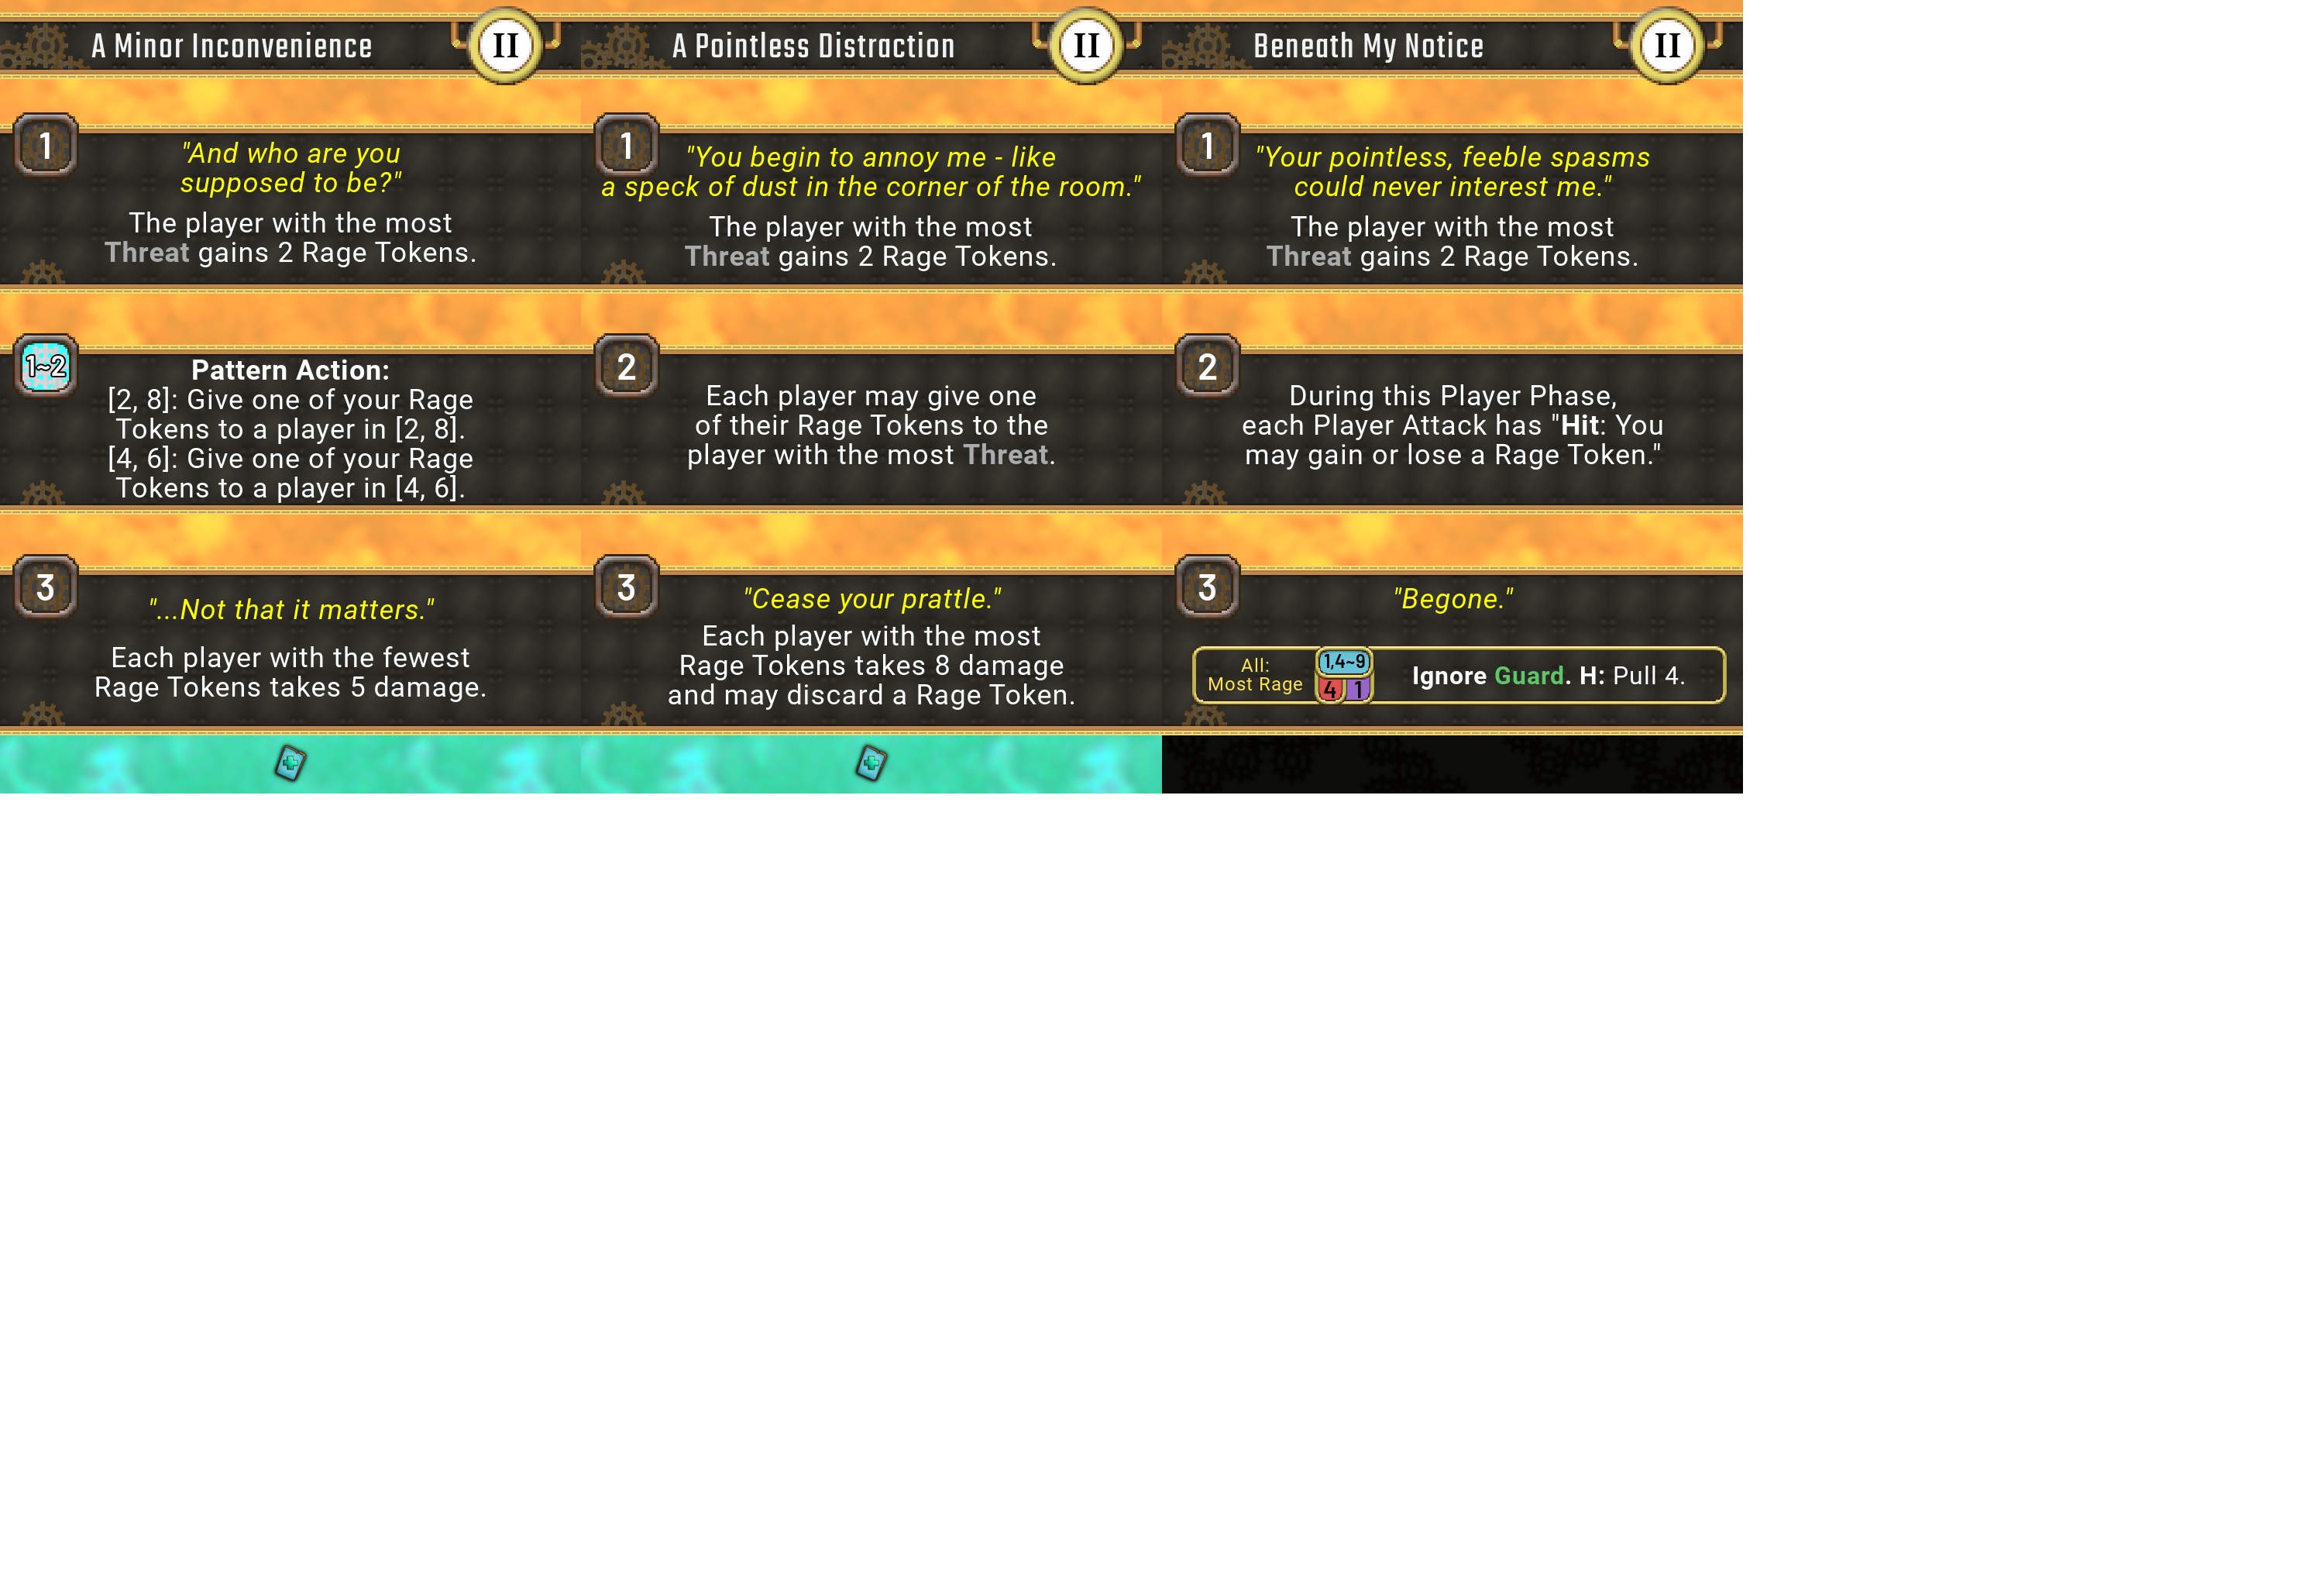 A Minor Inconvenience
II
1
"And who are you
supposed to be?"
The player with the most
Threat gains 2 Rage Tokens.
1~2
Pattern Action:
[2, 8]: Give one of your Rage
Tokens to a player in [2, 8].
[4, 6]: Give one of your Rage
Tokens to a player in [4, 6].
3
"...Not that it matters."
Each player with the fewest
Rage Tokens takes 5 damage.
A Pointless Distraction
II
1
"You begin to annoy me - like
a speck of dust in the corner of the room."
The player with the most
Threat gains 2 Rage Tokens.
2
Each player may give one
of their Rage Tokens to the
player with the most Threat.
3
"Cease your prattle."
Each player with the most
Rage Tokens takes 8 damage
and may discard a Rage Token.
Beneath My Notice
II
1
"Your pointless, feeble spasms
could never interest me."
The player with the most
Threat gains 2 Rage Tokens.
2
During this Player Phase,
each Player Attack has "Hit: You
may gain or lose a Rage Token."
3
"Begone."
All:
Most Rage
1,4~9
4 1
Ignore Guard. H: Pull 4.